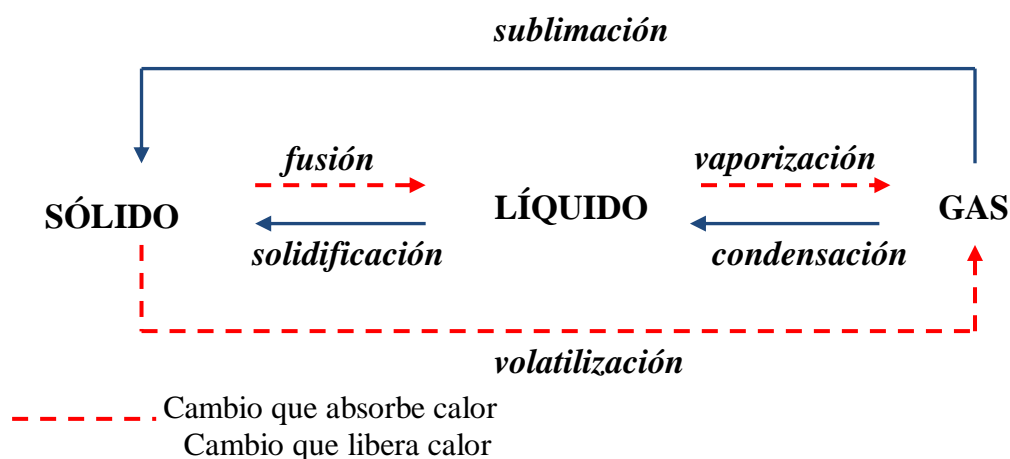 sublimación
fusión
vaporización
SÓLIDO
LÍQUIDO
GAS
solidificación
condensación
volatilización
Cambio que absorbe calor
Cambio que libera calor